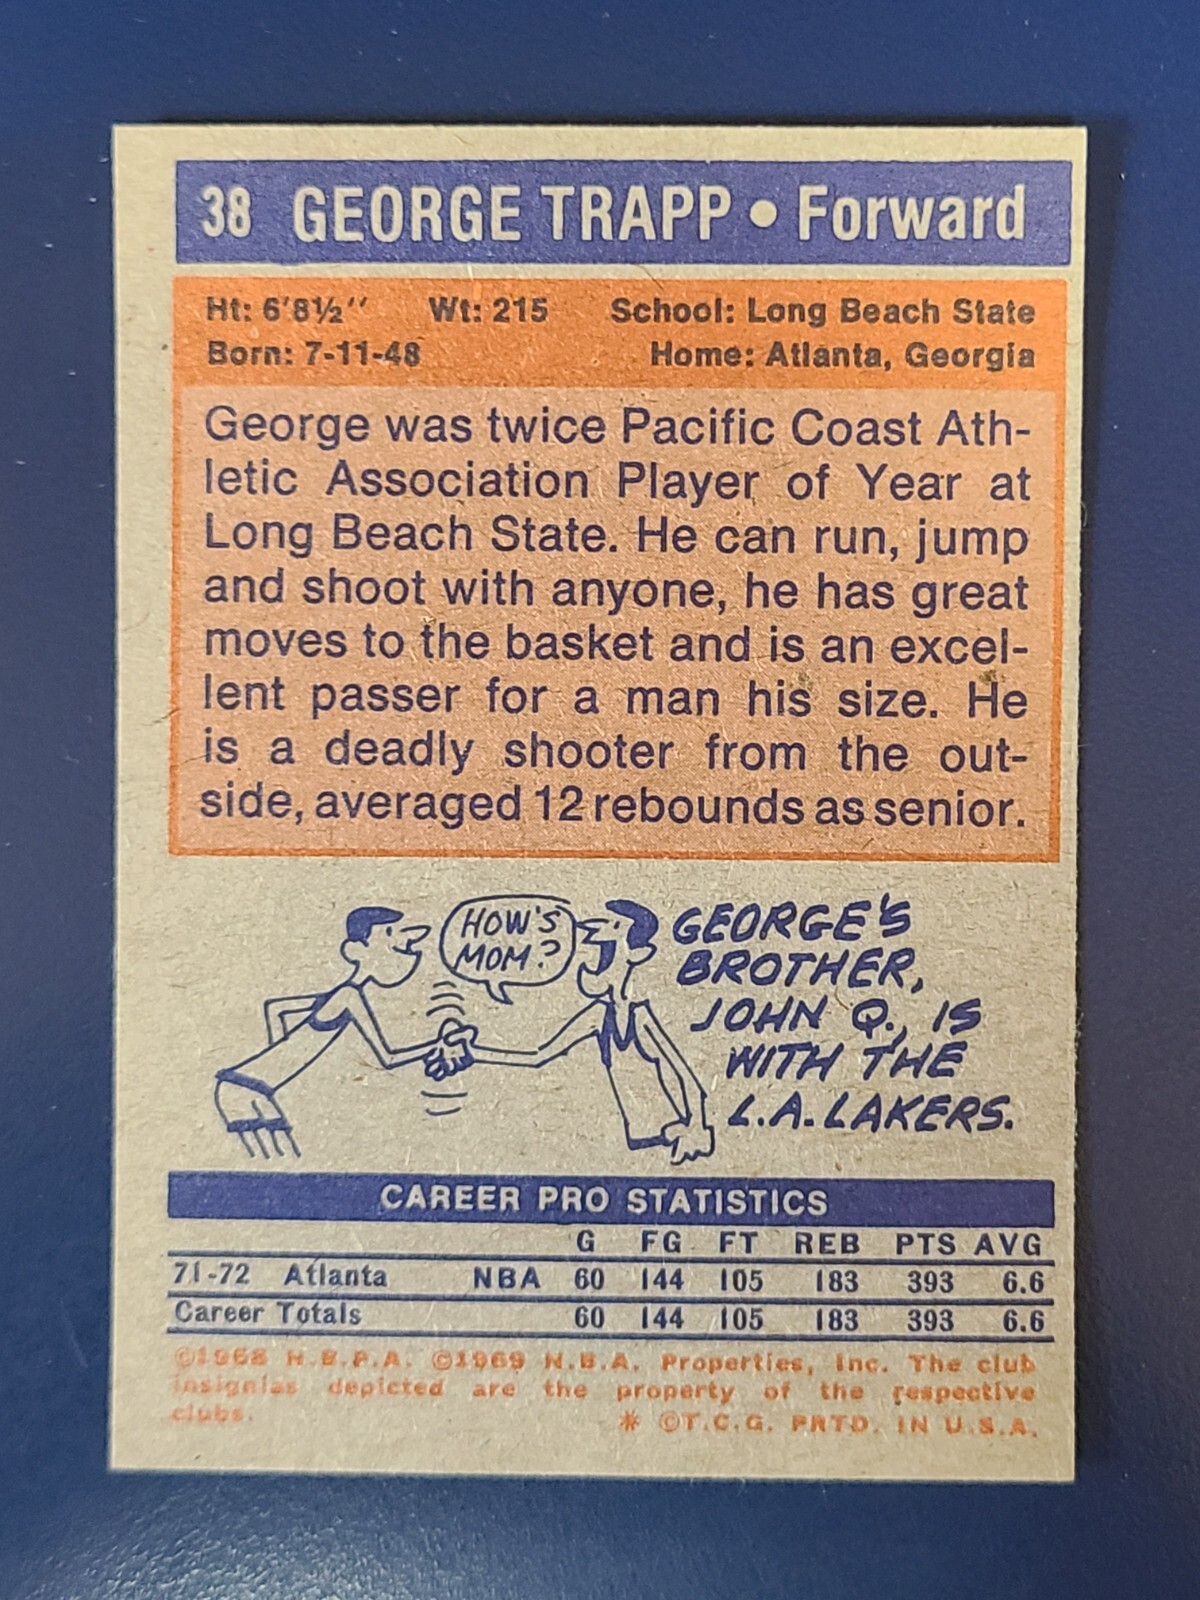 38 GEORGE TRAPP • Forward
Ht: 6'8½" Wt: 215 School: Long Beach State
Born: 7-11-48 Home: Atlanta, Georgia
George was twice Pacific Coast Ath-
letic Association Player of Year at
Long Beach State. He can run, jump
and shoot with anyone, he has great
moves to the basket and is an excel-
lent passer for a man his size. He
is a deadly shooter from the out-
side, averaged 12 rebounds as senior.
HOW'S
MOM?
GEORGE'S
BROTHER,
JOHN Q., IS
WITH THE
L.A. LAKERS.
CAREER PRO STATISTICS
G FG FT REB PTS AVG
71-72 Atlanta NBA 60 144 105 183 393 6.6
Career Totals 60 144 105 183 393 6.6
©1968 N.B.P.A. ©1969 N.B.A. Properties, Inc. The club
insignias depicted are the property of the respective
clubs. * ©T.C.G. PRTD. IN U.S.A.